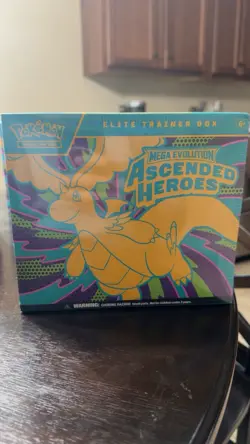 Pokémon
ELITE TRAINER BOX
MEGA EVOLUTION
ASCENDED
HEROES
WARNING: